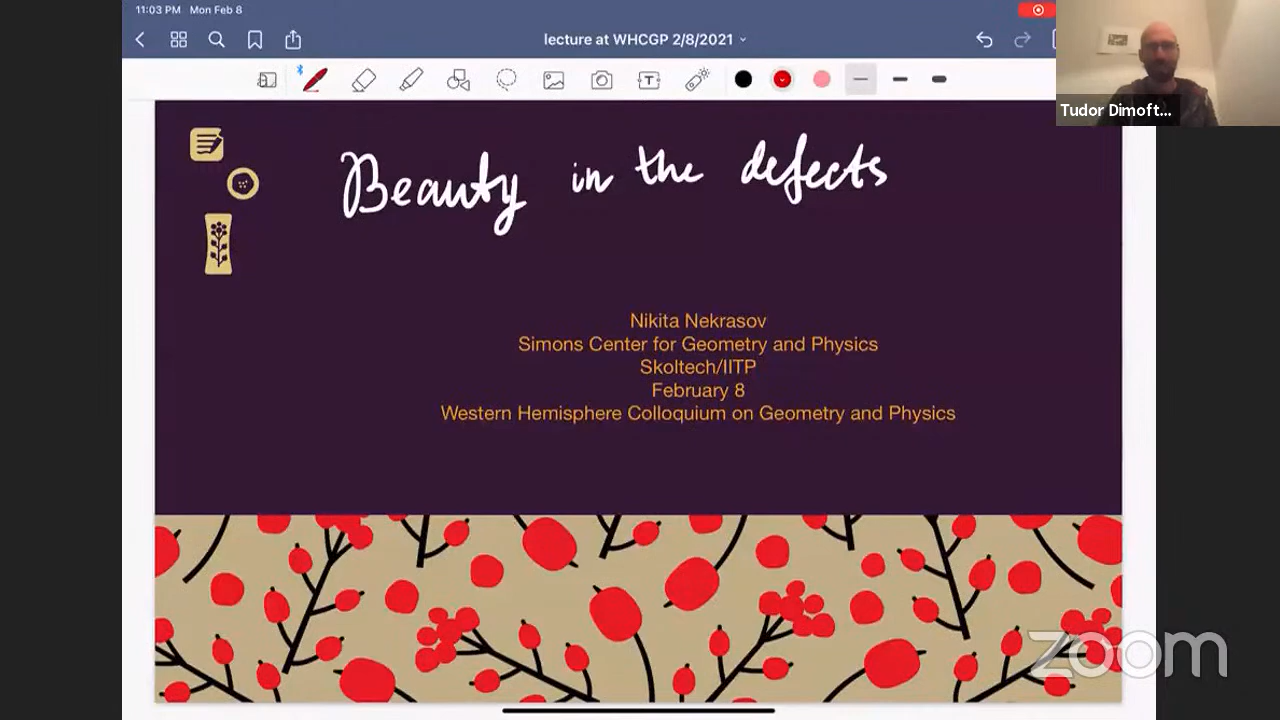 11:03 PM Mon Feb 8
lecture at WHCGP 2/8/2021
T
Tudor Dimoft...
Beauty in the defects
Nikita Nekrasov
Simons Center for Geometry and Physics
Skoltech/IITP
February 8
Western Hemisphere Colloquium on Geometry and Physics
zoom